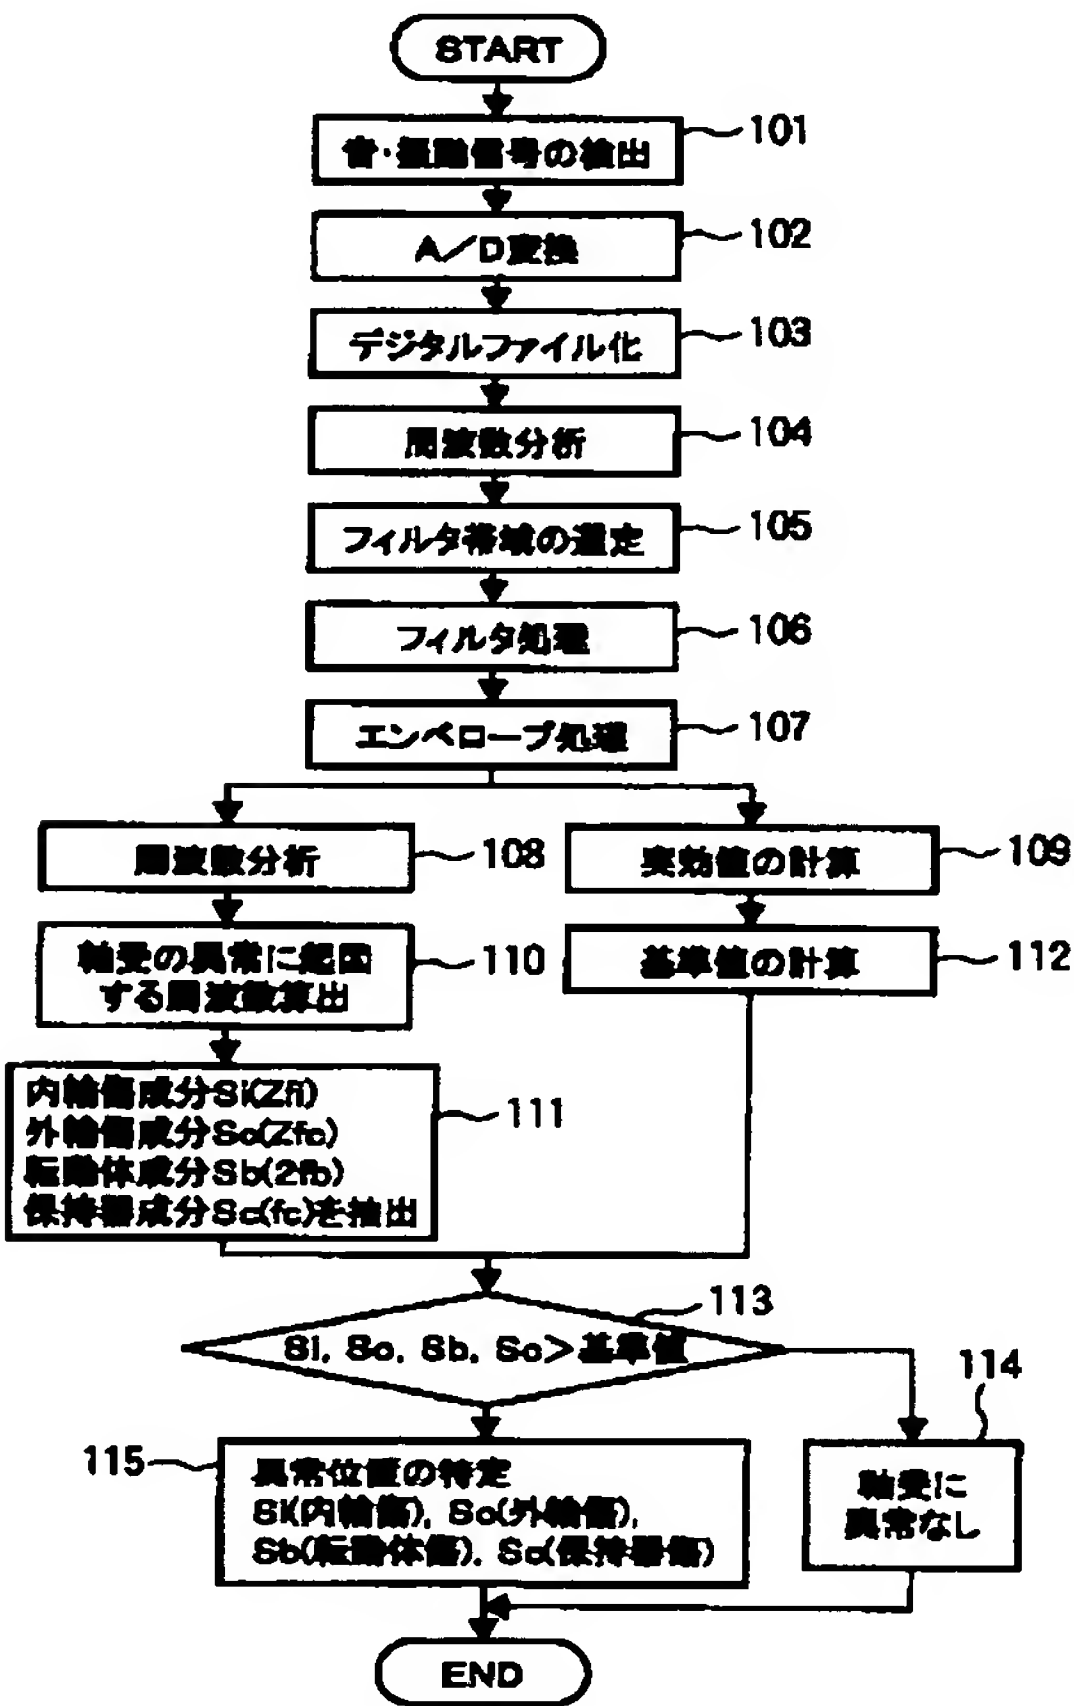 START
音・振動信号の検出
101
A/D変換
102
デジタルファイル化
103
周波数分析
104
フィルタ帯域の選定
105
フィルタ処理
106
エンベロープ処理
107
周波数分析
108
実効値の計算
109
軸受の異常に起因
する周波数算出
110
基準値の計算
112
内輪傷成分Si(Zfi)
外輪傷成分So(Zfc)
転動体成分Sb(2fb)
保持器成分Sc(fc)を抽出
111
113
Si, So, Sb, Sc>基準値
114
115
異常位置の特定
Si(内輪傷), So(外輪傷),
Sb(転動体傷), Sc(保持器傷)
軸受に
異常なし
END